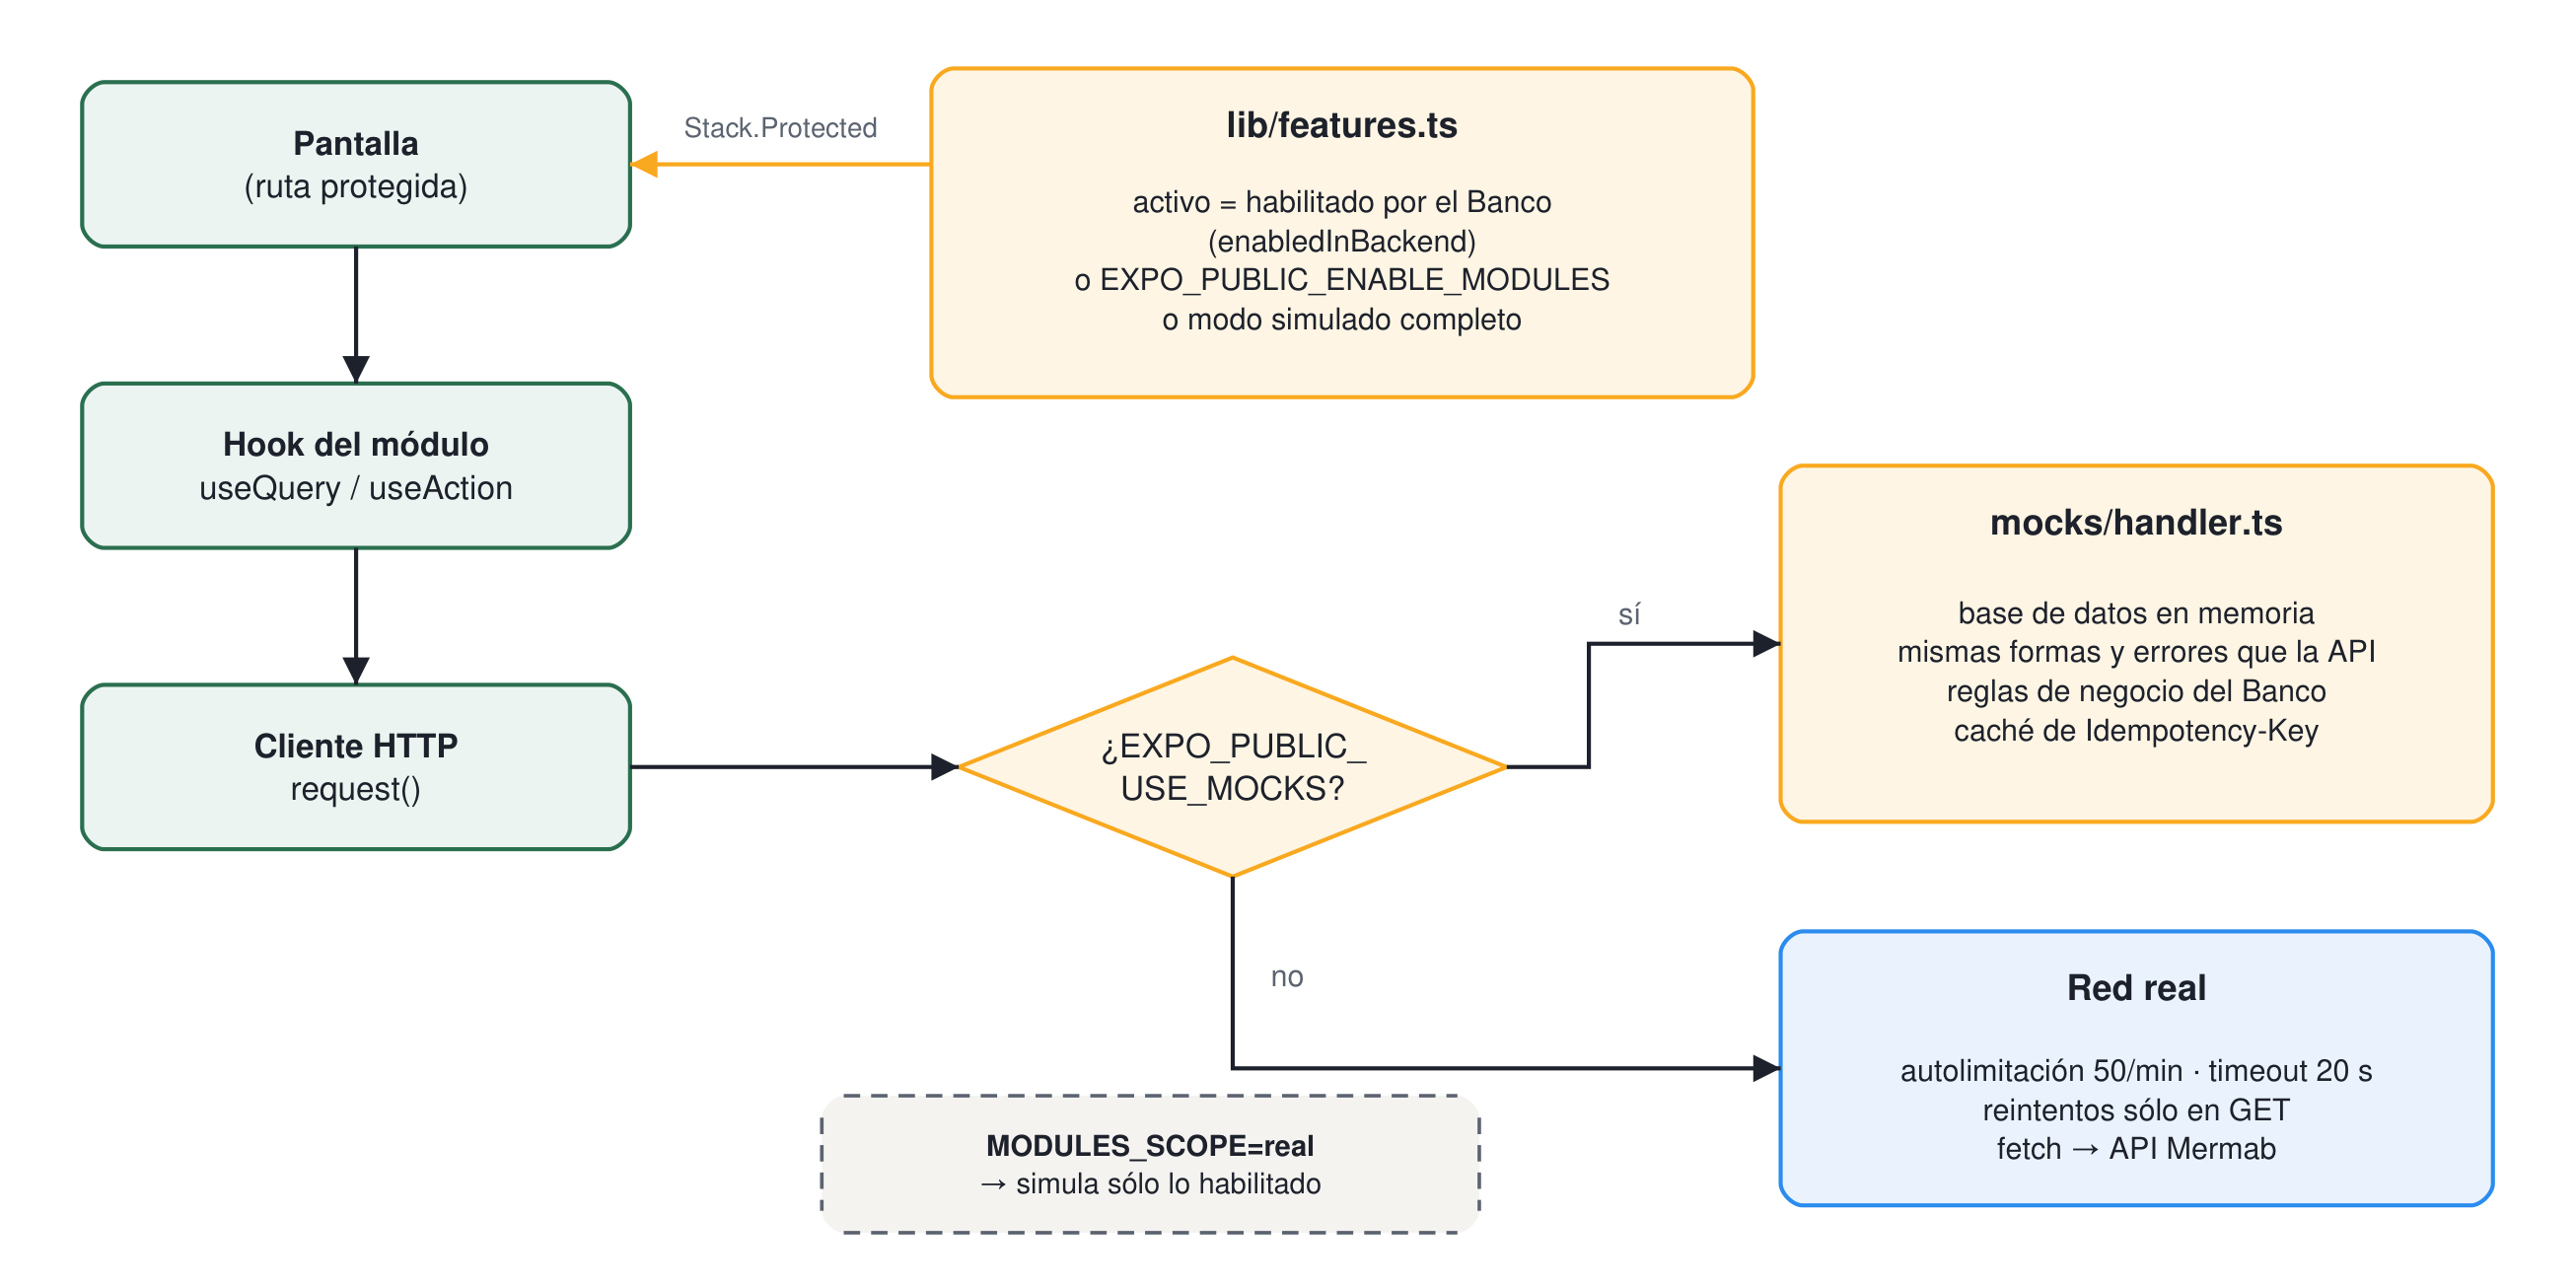 Pantalla
(ruta protegida)
Stack.Protected
lib/features.ts
activo = habilitado por el Banco
(enabledInBackend)
o EXPO_PUBLIC_ENABLE_MODULES
o modo simulado completo
Hook del módulo
useQuery / useAction
Cliente HTTP
request()
¿EXPO_PUBLIC_
USE_MOCKS?
sí
mocks/handler.ts
base de datos en memoria
mismas formas y errores que la API
reglas de negocio del Banco
caché de Idempotency-Key
no
Red real
autolimitación 50/min · timeout 20 s
reintentos sólo en GET
fetch → API Mermab
MODULES_SCOPE=real
→ simula sólo lo habilitado